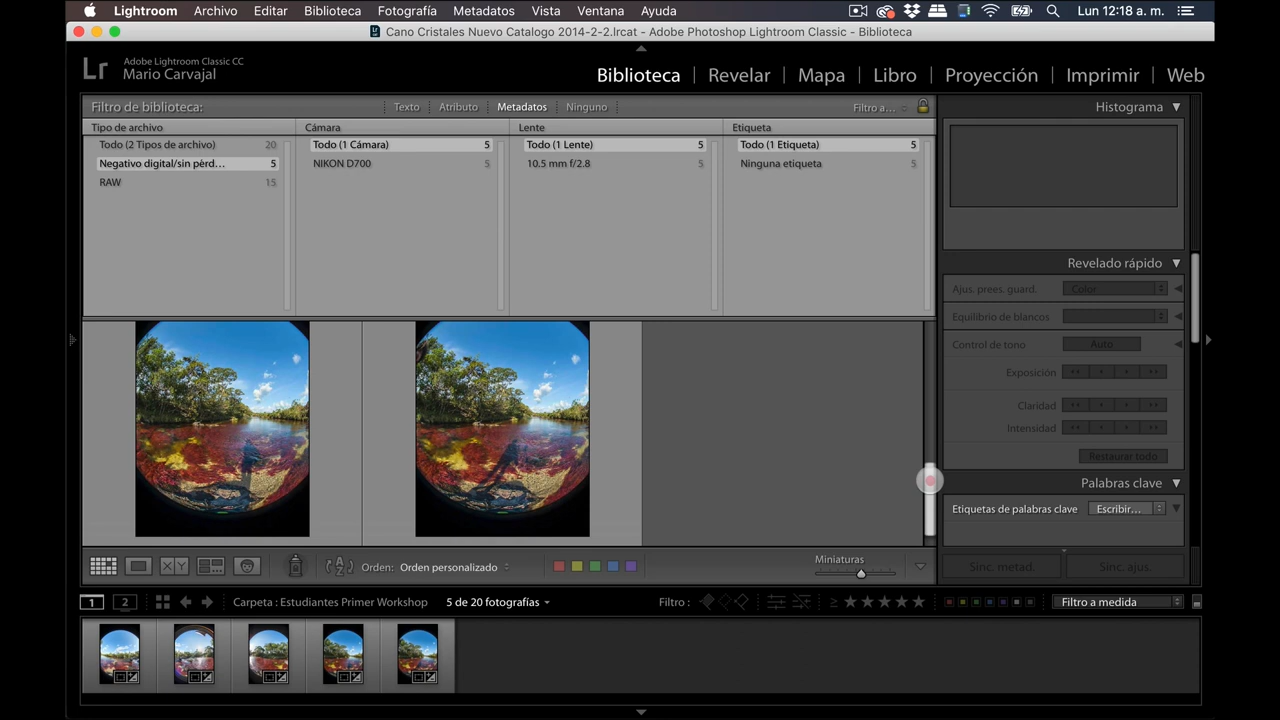 Lightroom Archivo Editar Biblioteca Fotografía Metadatos Vista Ventana Ayuda Lun 12:18 a. m.
Cano Cristales Nuevo Catalogo 2014-2-2.lrcat - Adobe Photoshop Lightroom Classic - Biblioteca
Lr
Adobe Lightroom Classic CC
Mario Carvajal
Biblioteca | Revelar | Mapa | Libro | Proyección | Imprimir | Web
Filtro de biblioteca: Texto Atributo Metadatos Ninguno Filtro a... Histograma
Tipo de archivo Cámara Lente Etiqueta
Todo (2 Tipos de archivo) 20 Todo (1 Cámara) 5 Todo (1 Lente) 5 Todo (1 Etiqueta) 5
Negativo digital/sin pérd... 5 NIKON D700 5 10.5 mm f/2.8 5 Ninguna etiqueta 5
RAW 15
Revelado rápido
Ajus. prees. guard. Color
Equilibrio de blancos
Control de tono Auto
Exposición
Claridad
Intensidad
Restaurar todo
Palabras clave
Etiquetas de palabras clave Escribir...
Orden: Orden personalizado Miniaturas
Sinc. metad. Sinc. ajus.
1 2 Carpeta : Estudiantes Primer Workshop 5 de 20 fotografías Filtro : ≥ ★★★★★ Filtro a medida